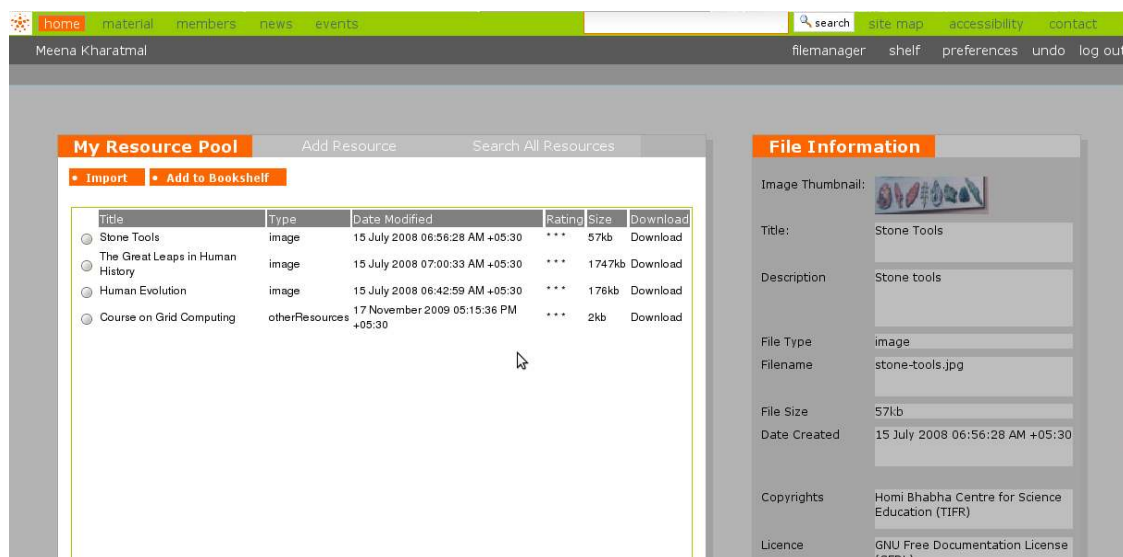 home material members news events search site map accessibility contact
Meena Kharatmal filemanager shelf preferences undo log out
My Resource Pool Add Resource Search All Resources
• Import • Add to Bookshelf
Title Type Date Modified Rating Size Download
Stone Tools image 15 July 2008 06:56:28 AM +05:30 * * * 57kb Download
The Great Leaps in Human
History image 15 July 2008 07:00:33 AM +05:30 * * * 1747kb Download
Human Evolution image 15 July 2008 06:42:59 AM +05:30 * * * 176kb Download
Course on Grid Computing otherResources 17 November 2009 05:15:36 PM
+05:30 * * * 2kb Download
File Information
Image Thumbnail:
Title: Stone Tools
Description Stone tools
File Type image
Filename stone-tools.jpg
File Size 57kb
Date Created 15 July 2008 06:56:28 AM +05:30
Copyrights Homi Bhabha Centre for Science
Education (TIFR)
Licence GNU Free Documentation License